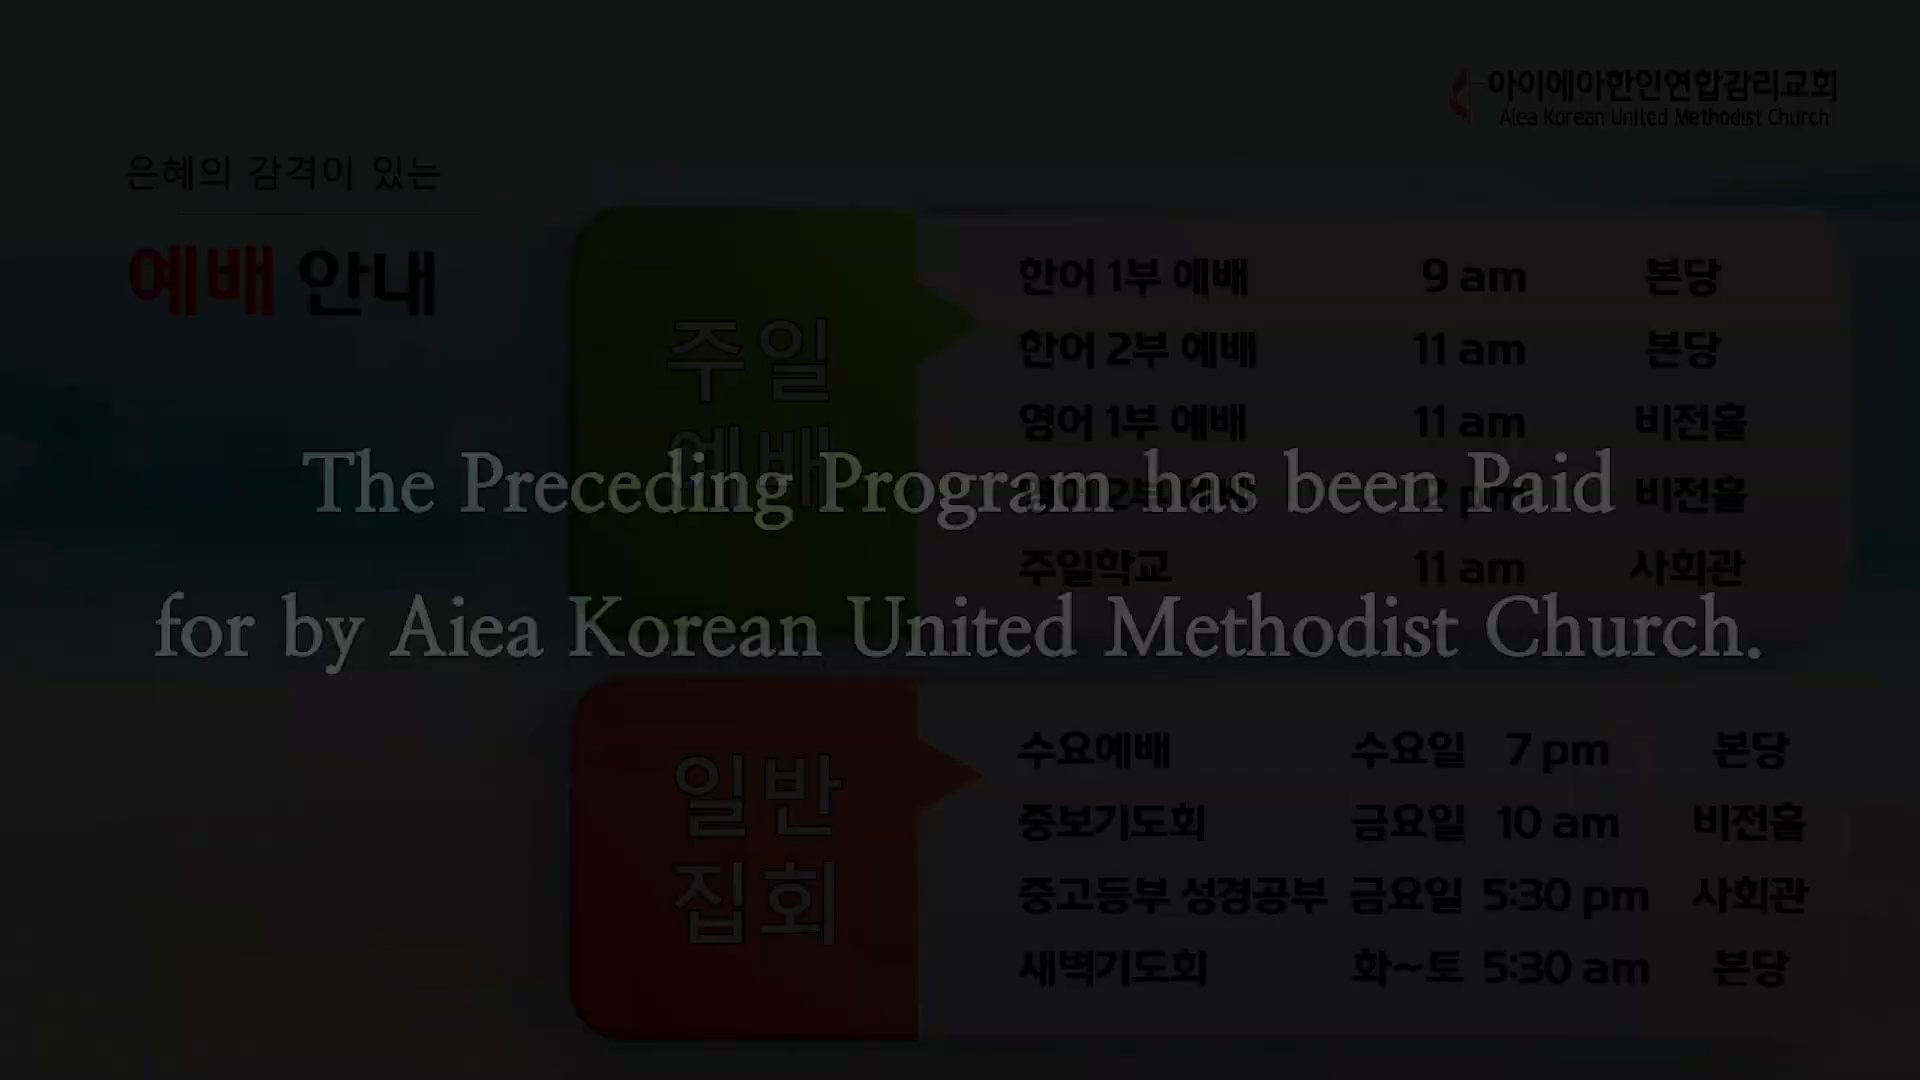 아이에아한인연합감리교회
Aiea Korean United Methodist Church
은혜의 감격이 있는
예배 안내
주일
예배
한어 1부 예배 9 am 본당
한어 2부 예배 11 am 본당
영어 1부 예배 11 am 비전홀
2부 2 pm 비전홀
주일학교 11 am 사회관
The Preceding Program has been Paid
for by Aiea Korean United Methodist Church.
일반
집회
수요예배 수요일 7 pm 본당
중보기도회 금요일 10 am 비전홀
중고등부 성경공부 금요일 5:30 pm 사회관
새벽기도회 화~토 5:30 am 본당